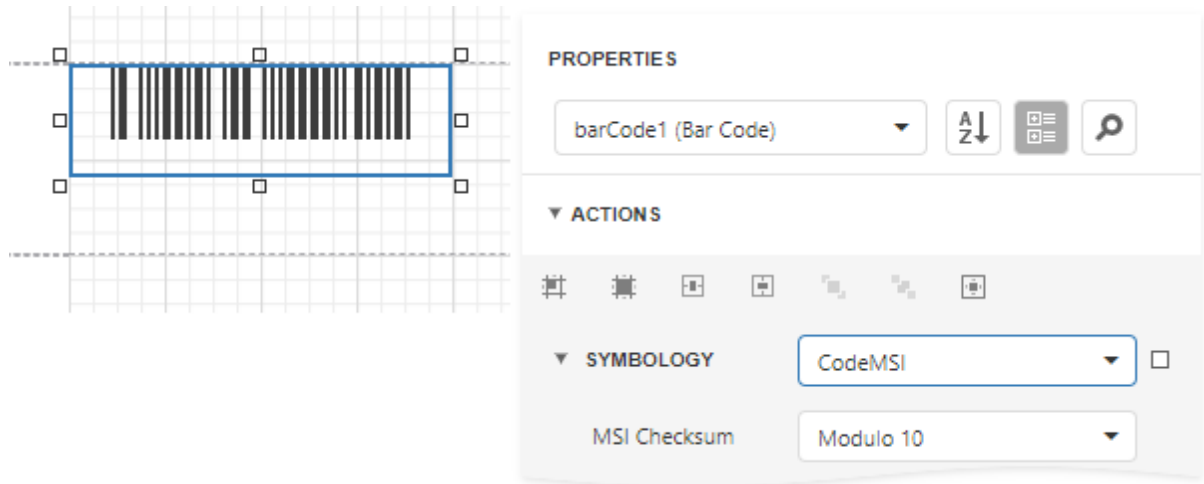 PROPERTIES
barCode1 (Bar Code)
A
Z
ACTIONS
SYMBOLOGY
CodeMSI
MSI Checksum
Modulo 10